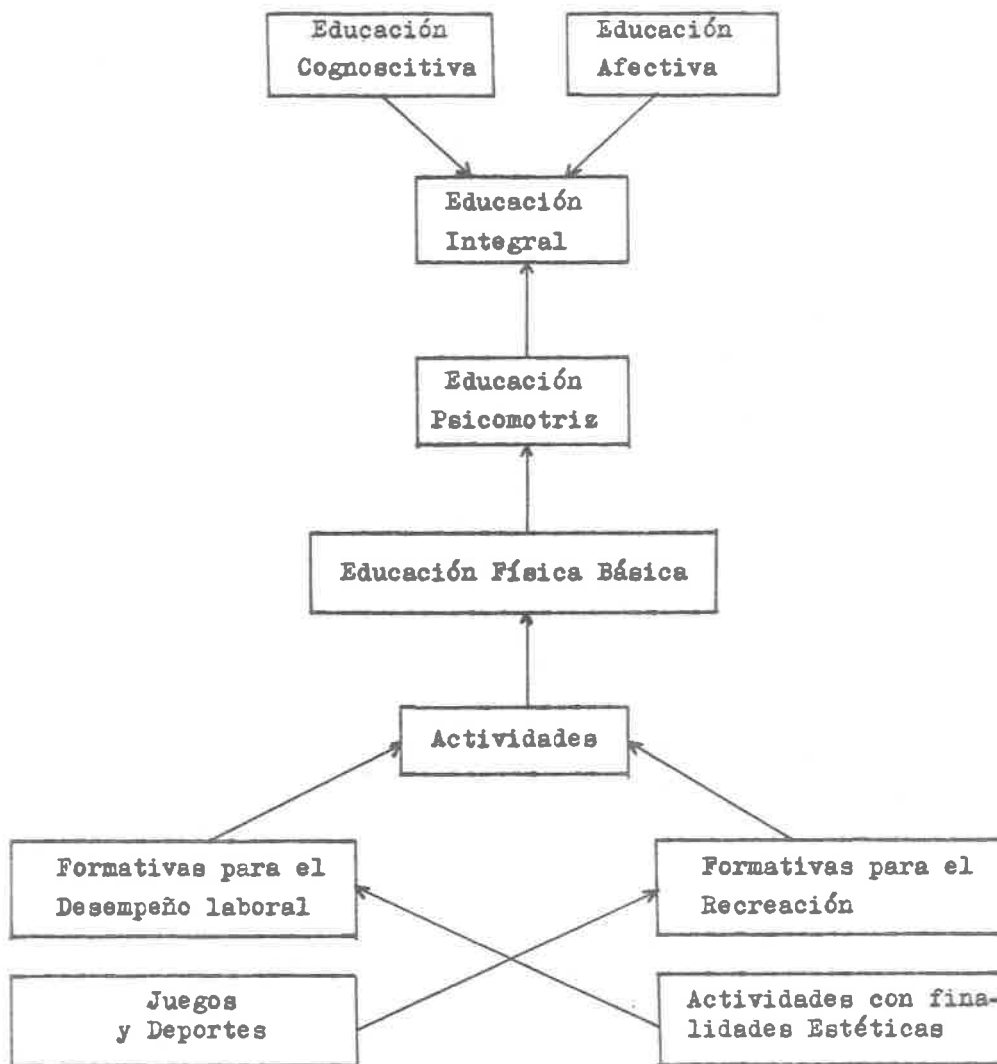 Educación
Cognoscitiva
Educación
Afectiva
Educación
Integral
Educación
Psicomotriz
Educación Física Básica
Actividades
Formativas para el
Desempeño laboral
Formativas para el
Recreación
Juegos
y Deportes
Actividades con fina-
lidades Estéticas